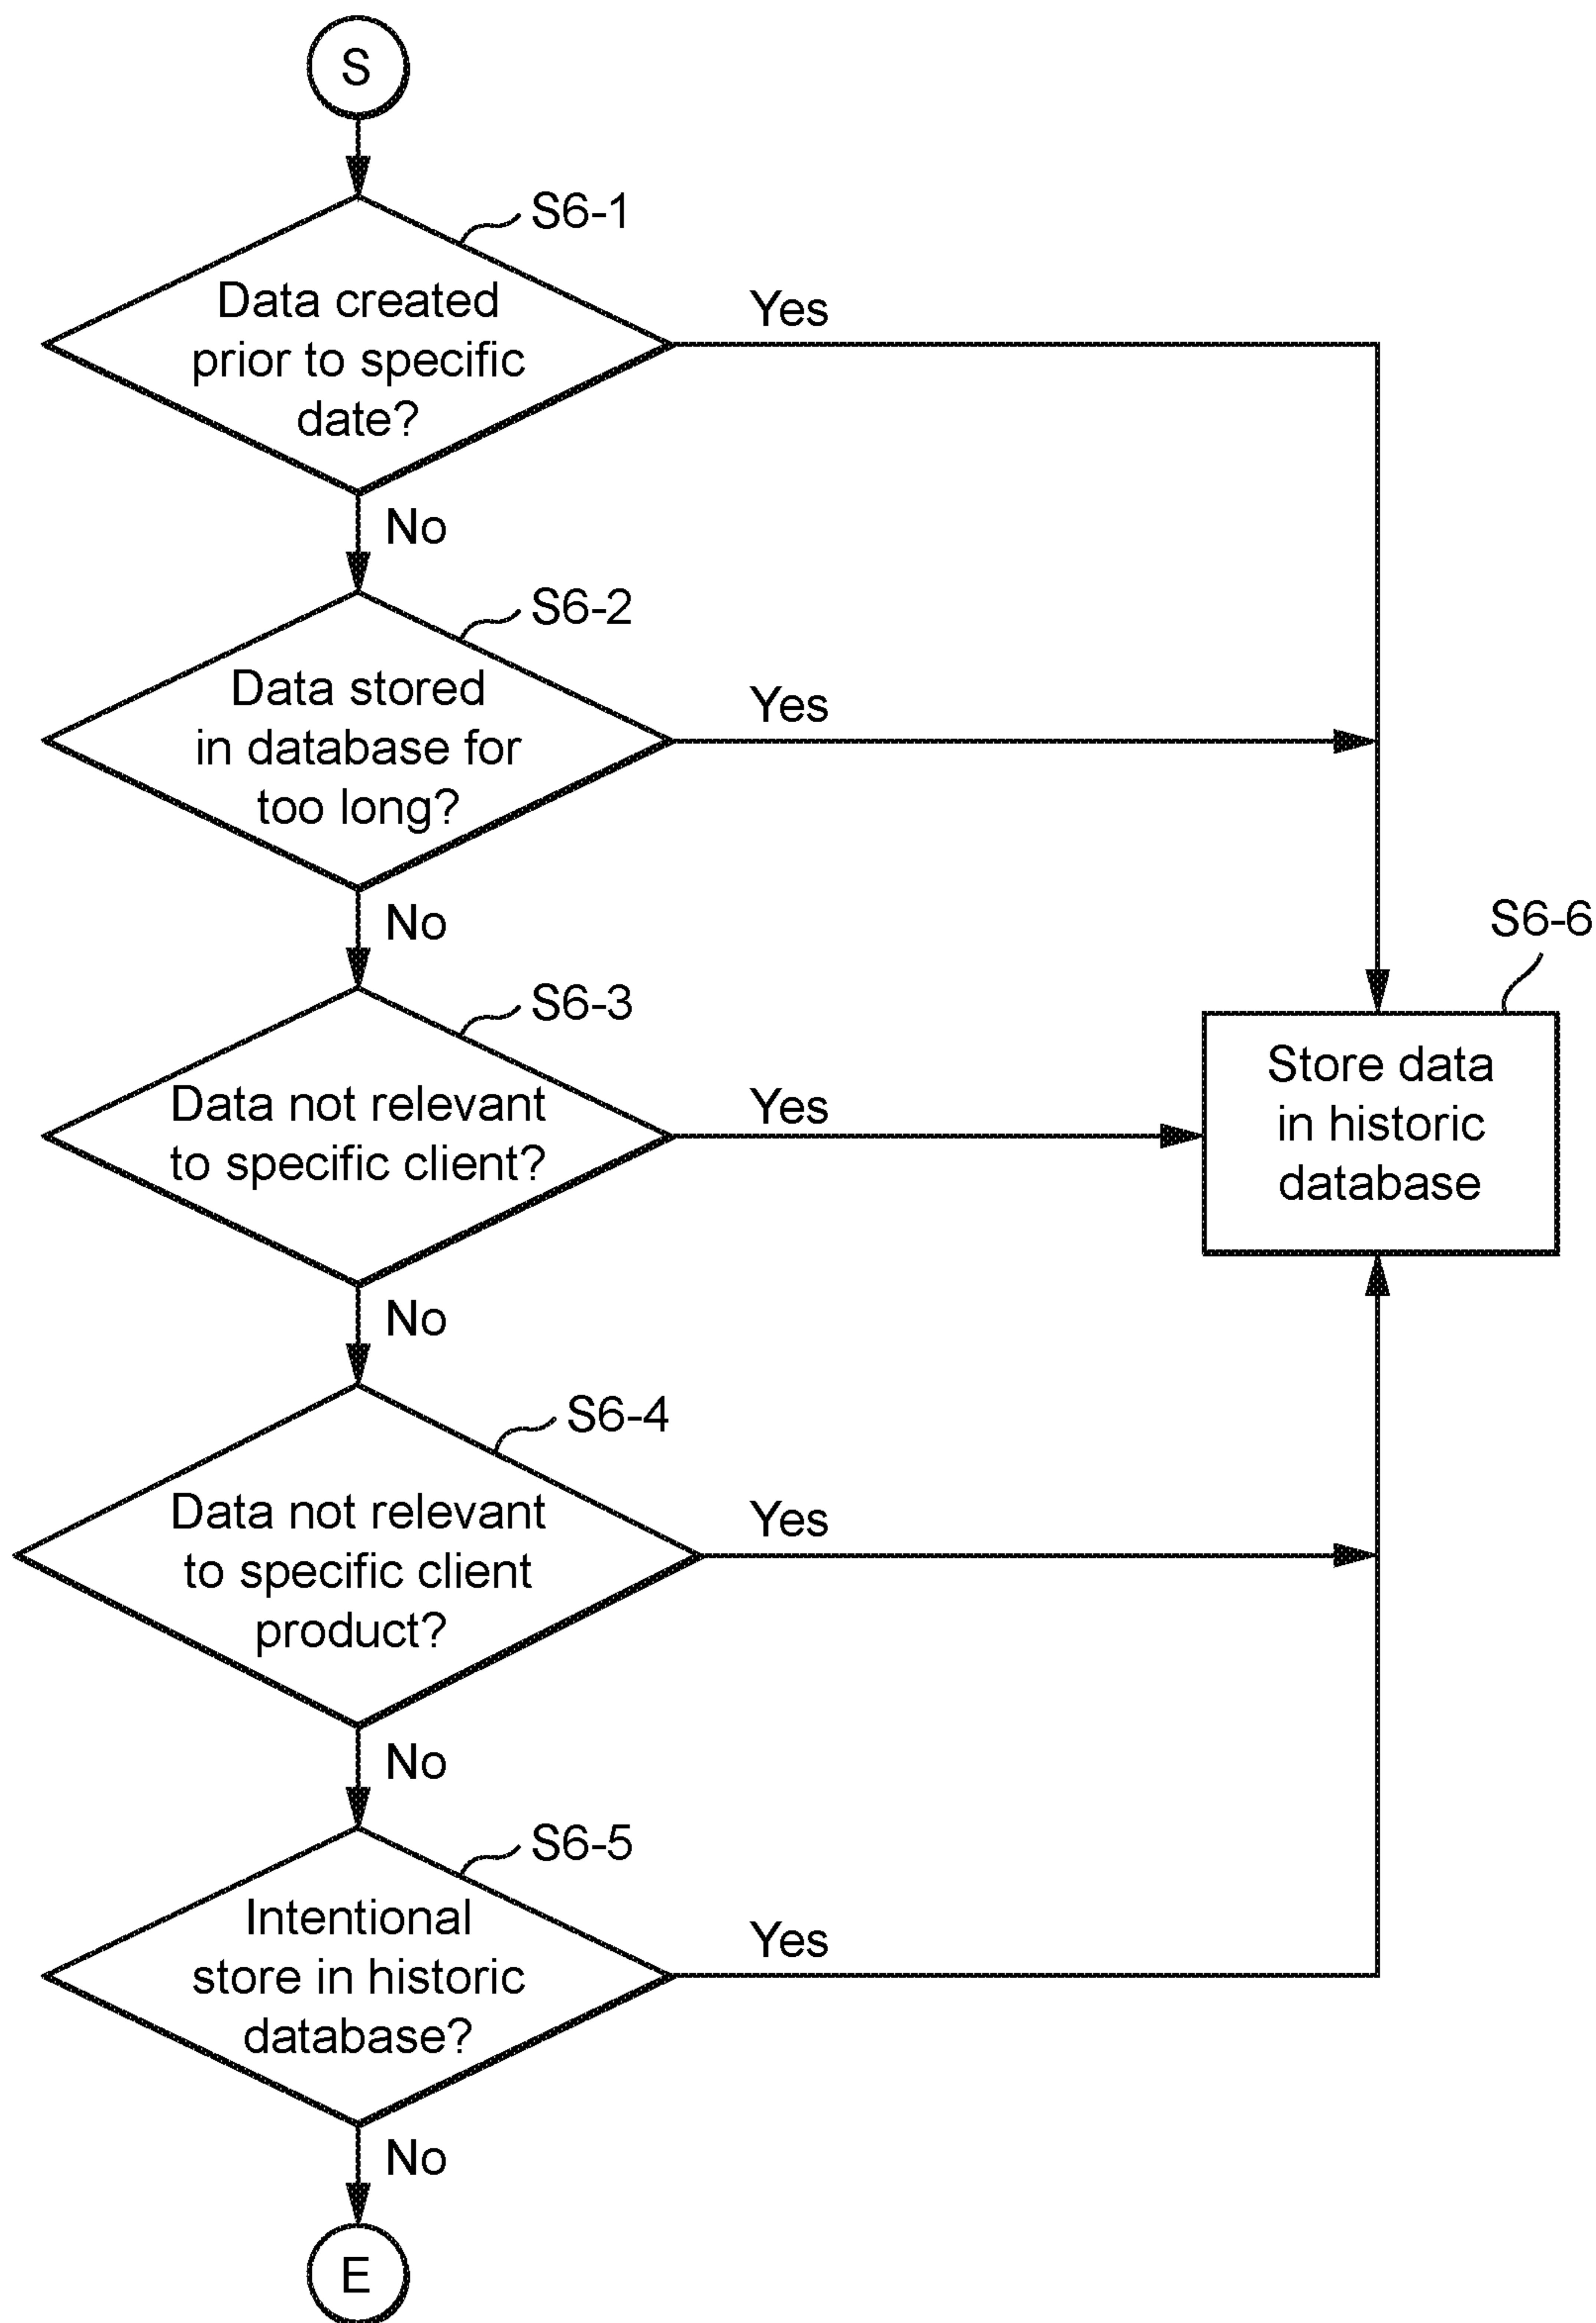 S
S6-1
Data created
prior to specific
date?
Yes
No
S6-2
Data stored
in database for
too long?
Yes
No
S6-6
Store data
in historic
database
S6-3
Data not relevant
to specific client?
Yes
No
S6-4
Data not relevant
to specific client
product?
Yes
No
S6-5
Intentional
store in historic
database?
Yes
No
E